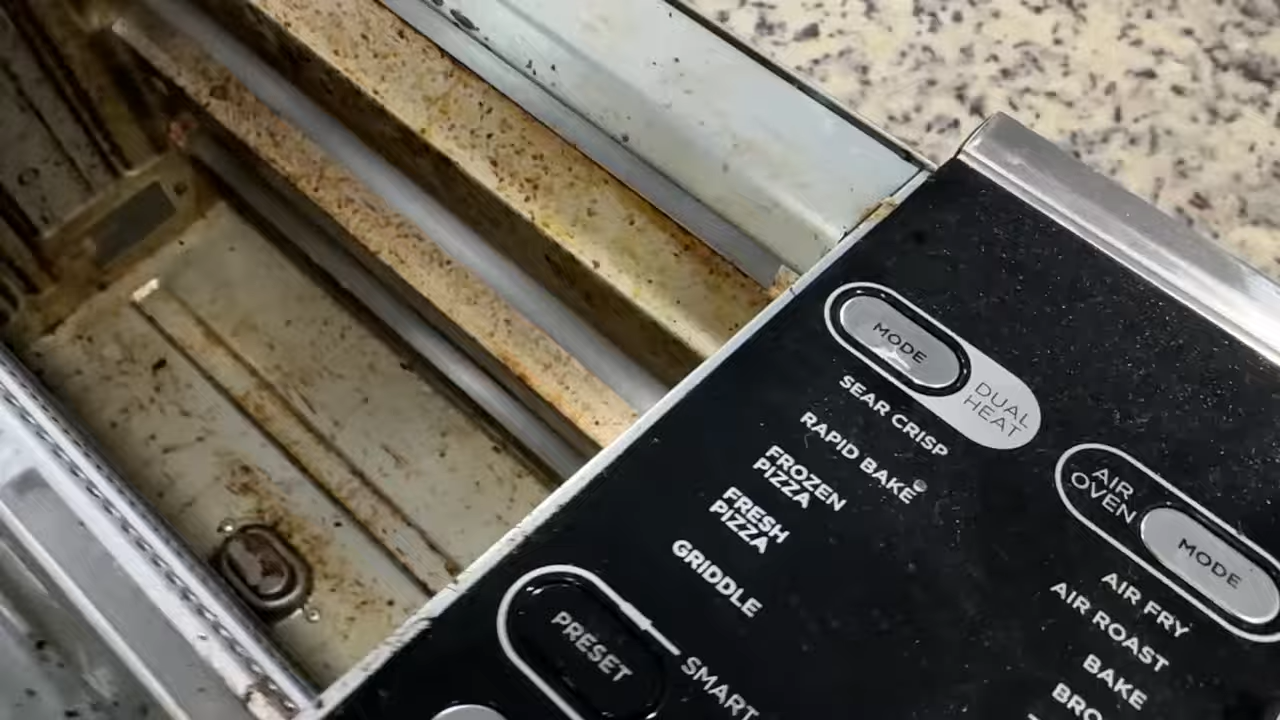 MODE
DUAL
HEAT
SEAR CRISP
RAPID BAKE
FROZEN
PIZZA
FRESH
PIZZA
GRIDDLE
PRESET
SMART
AIR
OVEN
MODE
AIR FRY
AIR ROAST
BAKE
BRO